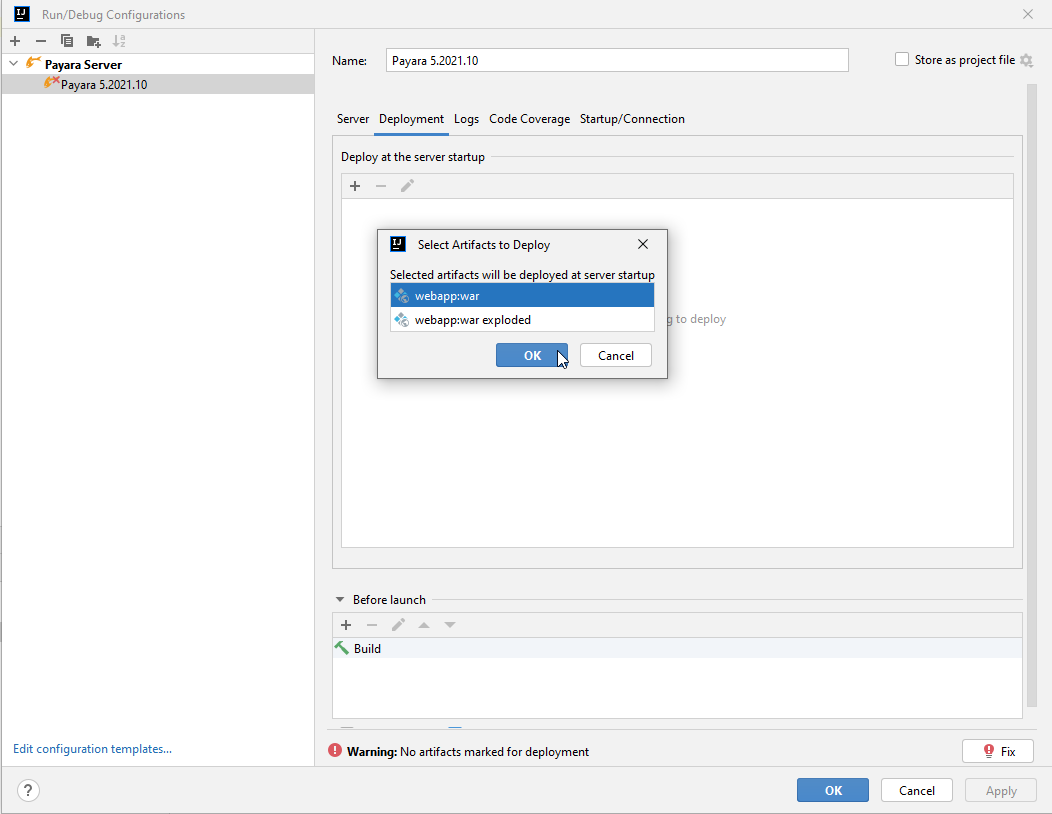 Run/Debug Configurations
Payara Server
Payara 5.2021.10
Name: Payara 5.2021.10 Store as project file
Server Deployment Logs Code Coverage Startup/Connection
Deploy at the server startup
Select Artifacts to Deploy
Selected artifacts will be deployed at server startup
webapp:war
webapp:war exploded
to deploy
OK Cancel
Before launch
Build
Edit configuration templates...
Warning: No artifacts marked for deployment Fix
? OK Cancel Apply